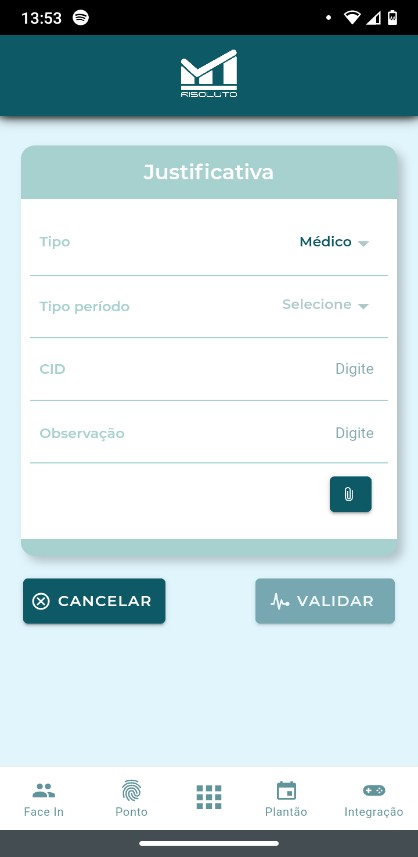 13:53
RISOLUTO
Justificativa
Tipo Médico
Tipo período Selecione
CID Digite
Observação Digite
CANCELAR VALIDAR
Face In Ponto Plantão Integração